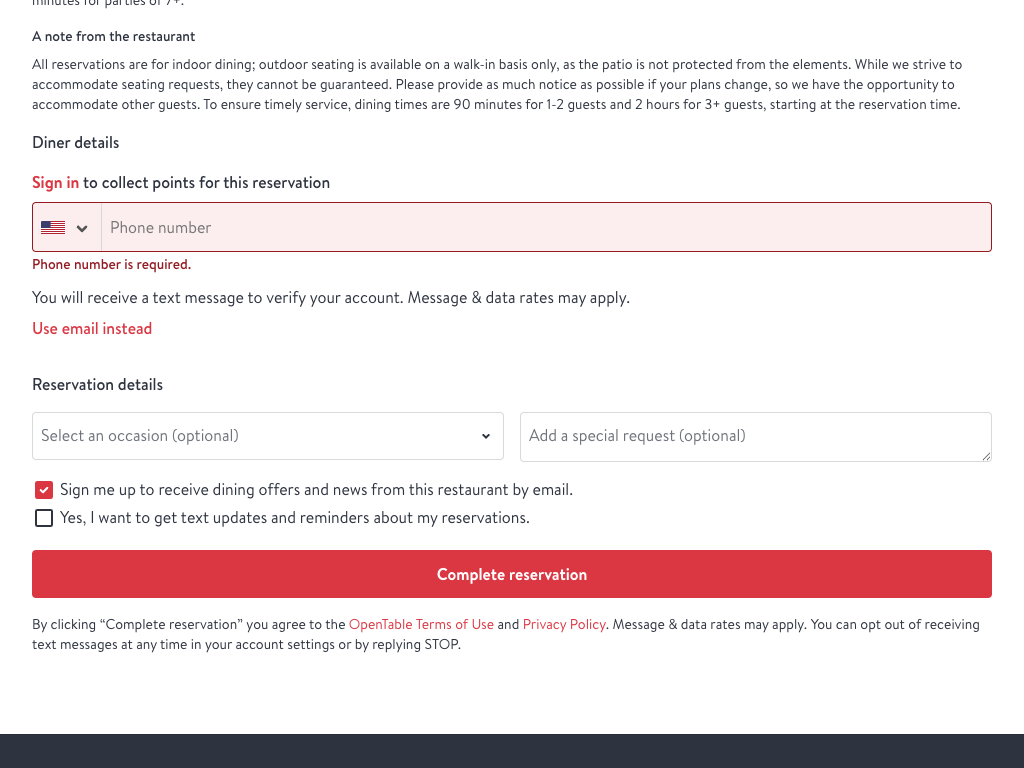 minutes for parties of 7+.
A note from the restaurant
All reservations are for indoor dining; outdoor seating is available on a walk-in basis only, as the patio is not protected from the elements. While we strive to
accommodate seating requests, they cannot be guaranteed. Please provide as much notice as possible if your plans change, so we have the opportunity to
accommodate other guests. To ensure timely service, dining times are 90 minutes for 1-2 guests and 2 hours for 3+ guests, starting at the reservation time.
Diner details
Sign in to collect points for this reservation
Phone number
Phone number is required.
You will receive a text message to verify your account. Message & data rates may apply.
Use email instead
Reservation details
Select an occasion (optional)
Add a special request (optional)
Sign me up to receive dining offers and news from this restaurant by email.
Yes, I want to get text updates and reminders about my reservations.
Complete reservation
By clicking “Complete reservation” you agree to the OpenTable Terms of Use and Privacy Policy. Message & data rates may apply. You can opt out of receiving
text messages at any time in your account settings or by replying STOP.